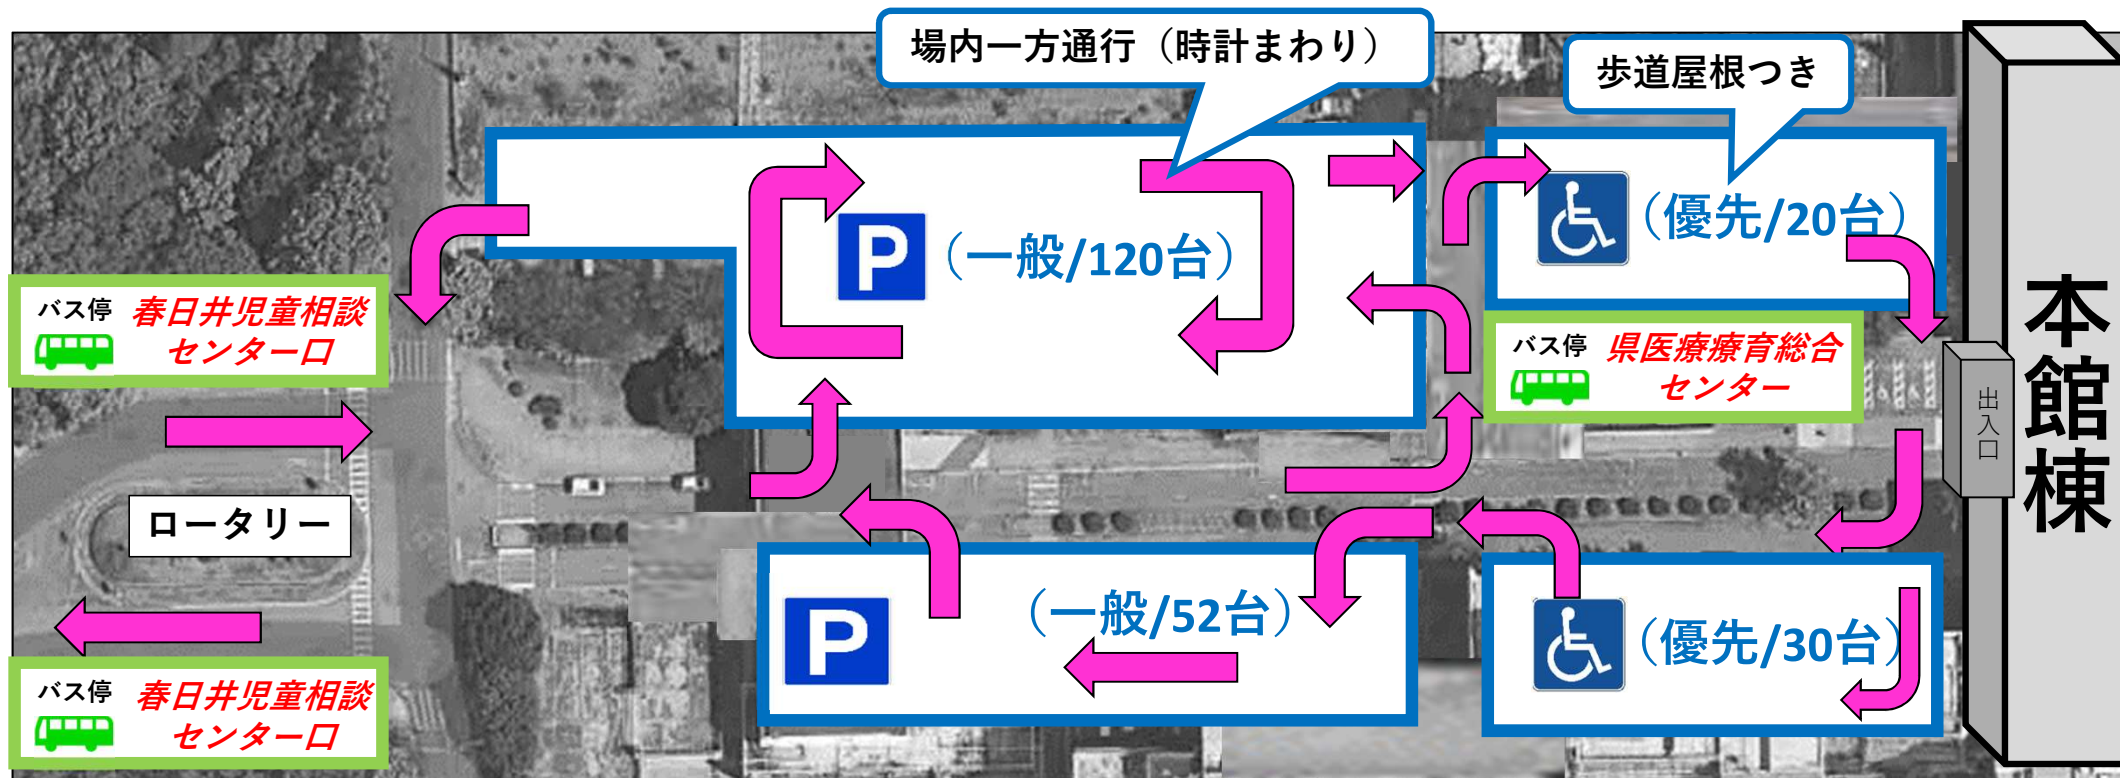 場内一方通行（時計まわり）
歩道屋根つき
P
（一般/120台）
（優先/20台）
バス停
春日井児童相談
センター口
バス停
県医療療育総合
センター
出入口
本館棟
ロータリー
P
（一般/52台）
（優先/30台）
バス停
春日井児童相談
センター口